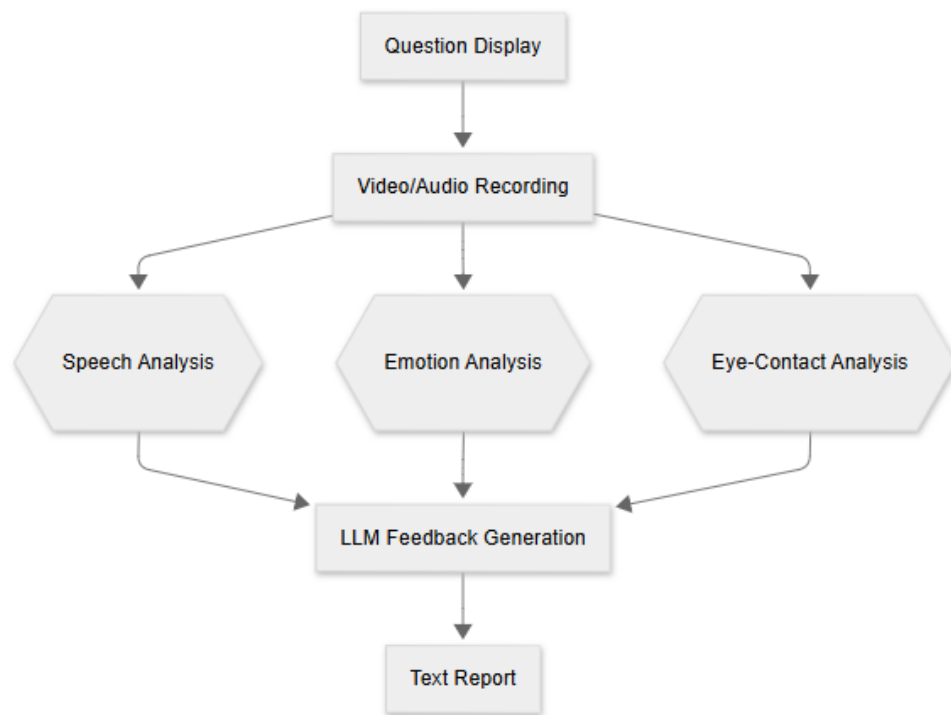 Question Display
Video/Audio Recording
Speech Analysis
Emotion Analysis
Eye-Contact Analysis
LLM Feedback Generation
Text Report